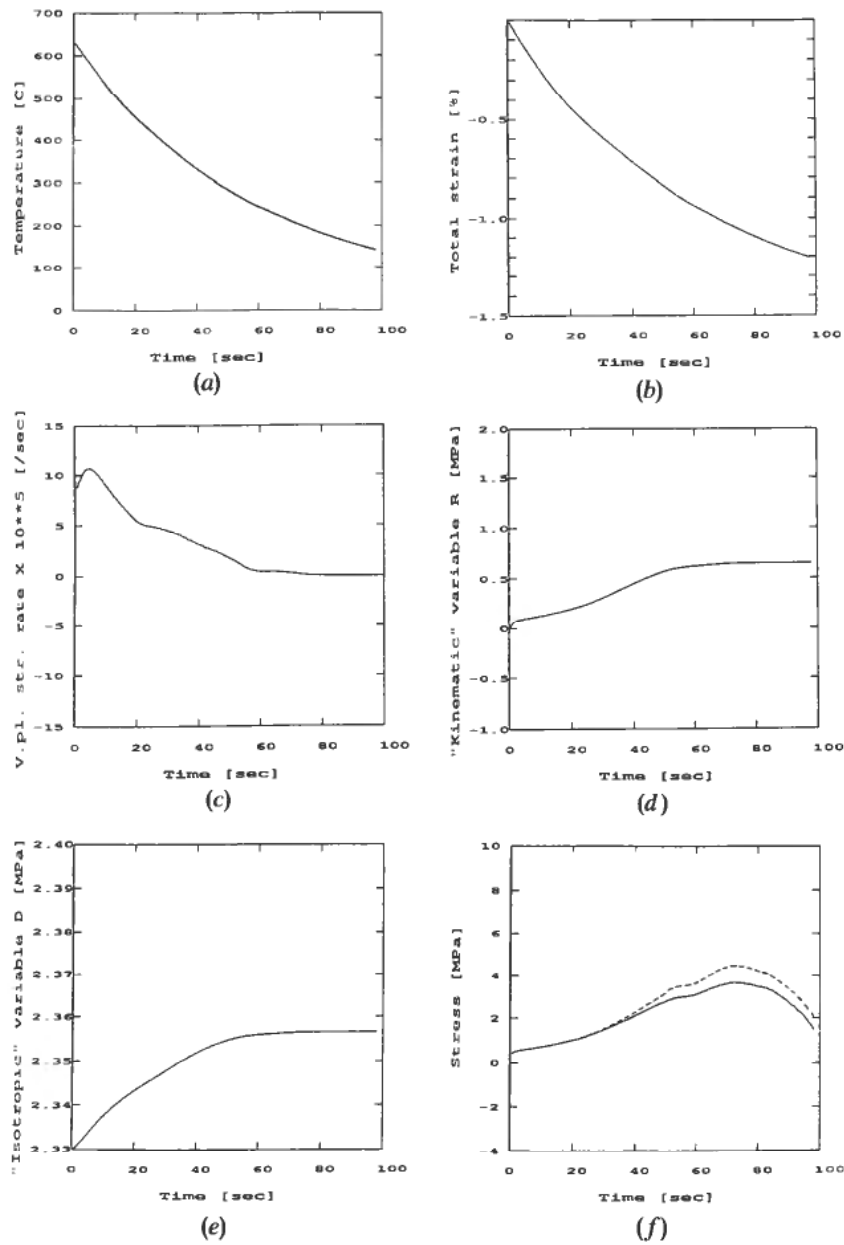 700
600
500
400
300
200
100
0
Temperature [C]
0 20 40 60 80 100
Time [sec]
(a)
-0.5
-1.0
-1.5
Total strain [%]
0 20 40 60 80 100
Time [sec]
(b)
15
10
5
0
-5
-10
-15
V.pl. str. rate X 10**5 [/sec]
0 20 40 60 80 100
Time [sec]
(c)
2.0
1.5
1.0
0.5
0
-0.5
-1.0
"Kinematic" variable R [MPa]
0 20 40 60 80 100
Time [sec]
(d)
2.40
2.39
2.38
2.37
2.36
2.35
2.34
2.33
"Isotropic" variable D [MPa]
0 20 40 60 80 100
Time [sec]
(e)
10
8
6
4
2
0
-2
-4
Stress [MPa]
0 20 40 60 80 100
Time [sec]
(f)